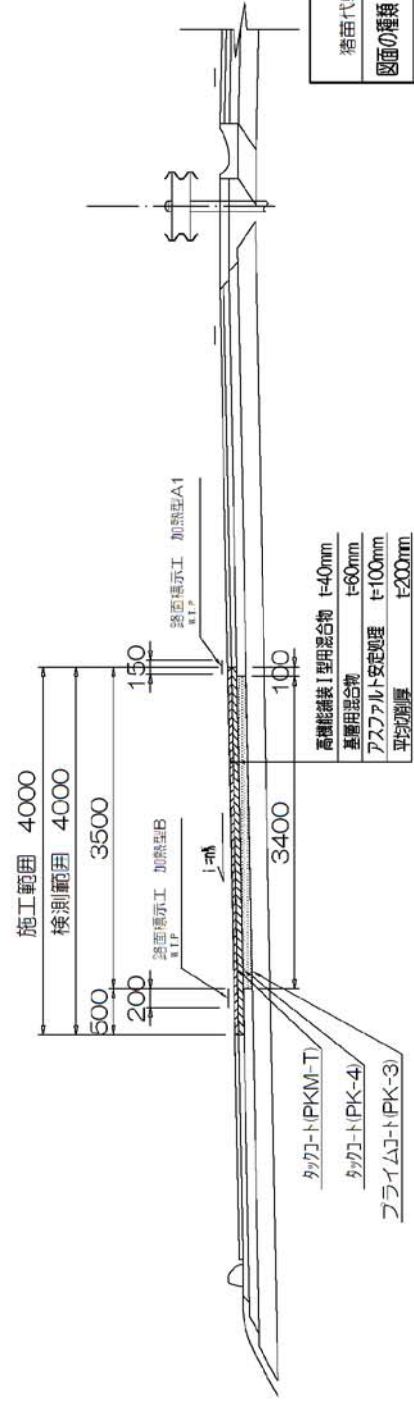 施工範囲 4000
検測範囲 4000
500
3500
200
150
路面標示工 加熱型B
W.T.P
路面標示工 加熱型A1
W.T.P
3400
100
タックコート(PKM-T)
タックコート(PK-4)
プライムコート(PK-3)
高機能舗装Ⅰ型用混合物 t=40mm
基層用混合物 t=60mm
アスファルト安定処理 t=100mm
平均切削厚 t=200mm
猪苗代
図面の種類